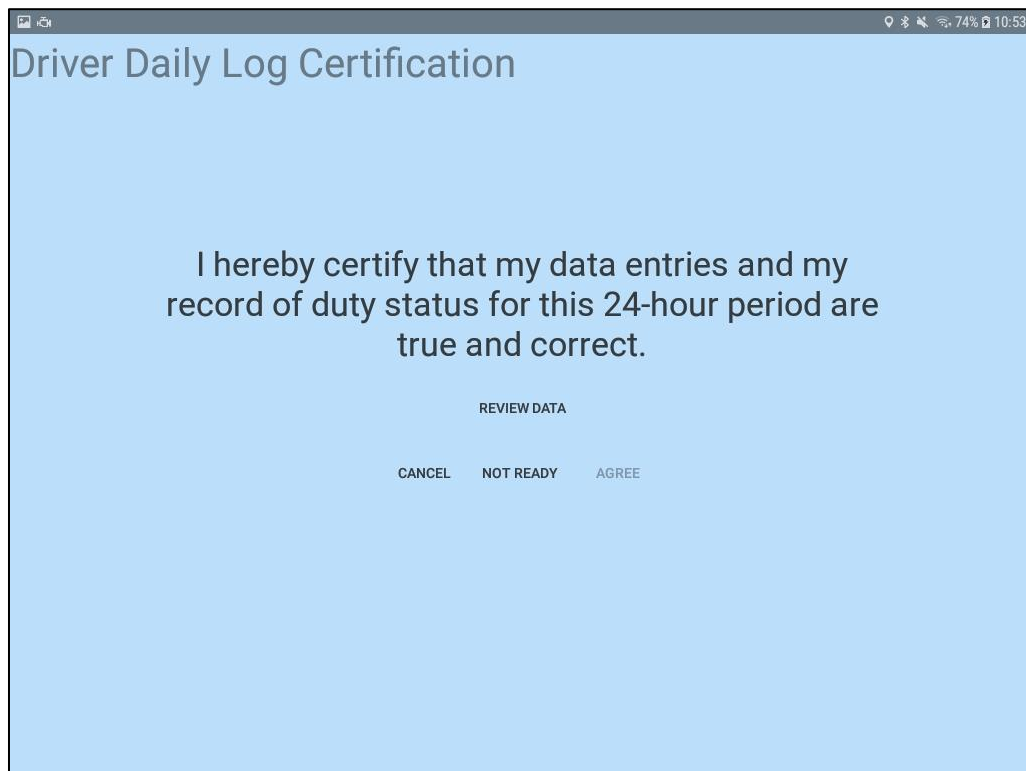 74% 10:53
Driver Daily Log Certification
I hereby certify that my data entries and my
record of duty status for this 24-hour period are
true and correct.
REVIEW DATA
CANCEL NOT READY AGREE